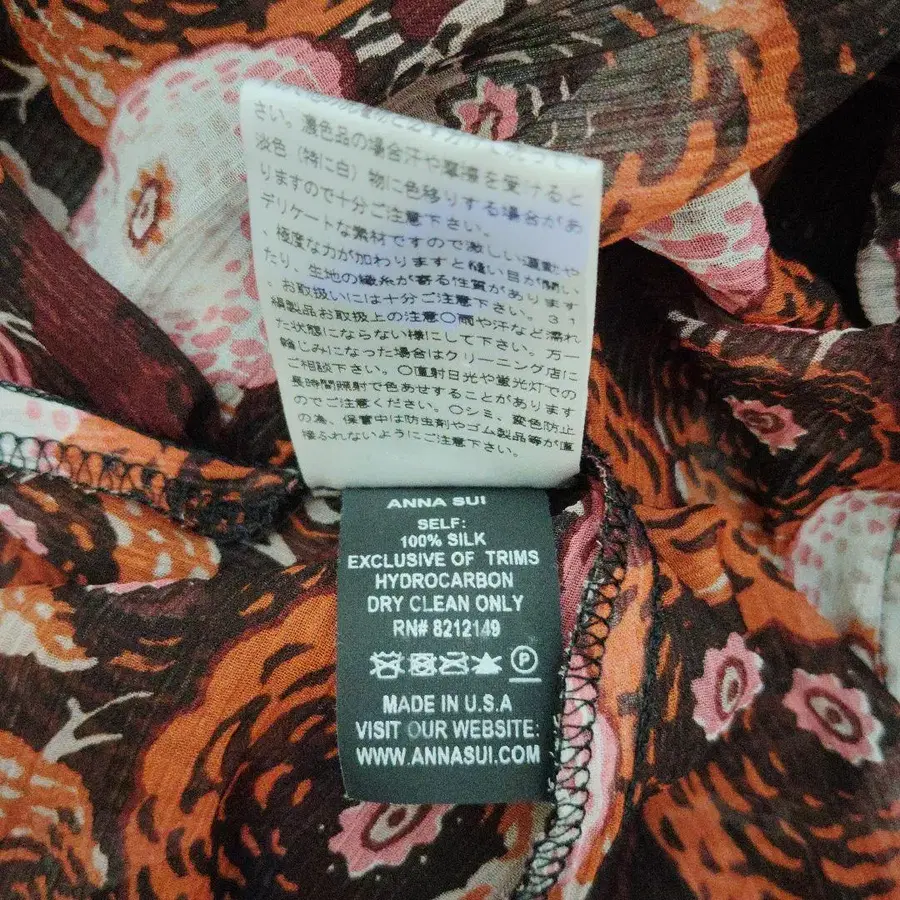 さい。濃色品の場合汗や摩擦を受けると
淡色（特に白）物に色移りする場合があ
りますので十分ご注意下さい。
デリケートな素材ですので激しい運動や
、極度な力が加わりますと縫い目が開い
たり、生地の織糸が寄る性質があります
。お取扱いには十分ご注意下さい。31
絹製品お取扱上の注意〇雨や汗など濡れ
た状態にならない様にして下さい。万一
輪じみになった場合はクリーニング店に
ご相談下さい。〇直射日光や蛍光灯での
長時間照射で色あせすることがあります
のでご注意ください。〇シミ、変色防止
の為、保管中は防虫剤やゴム製品等が直
接ふれないようにご注意下さい。
ANNA SUI
SELF:
100% SILK
EXCLUSIVE OF TRIMS
HYDROCARBON
DRY CLEAN ONLY
RN# 8212149
P
MADE IN U.S.A
VISIT OUR WEBSITE:
WWW.ANNASUI.COM